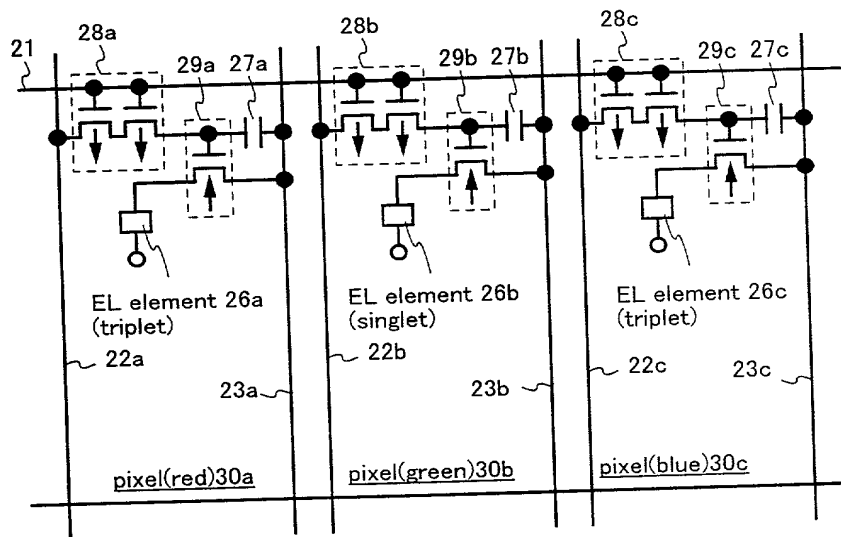 21
28a
29a
27a
28b
29b
27b
28c
29c
27c
EL element 26a
(triplet)
EL element 26b
(singlet)
EL element 26c
(triplet)
22a
23a
22b
23b
22c
23c
pixel(red)30a
pixel(green)30b
pixel(blue)30c